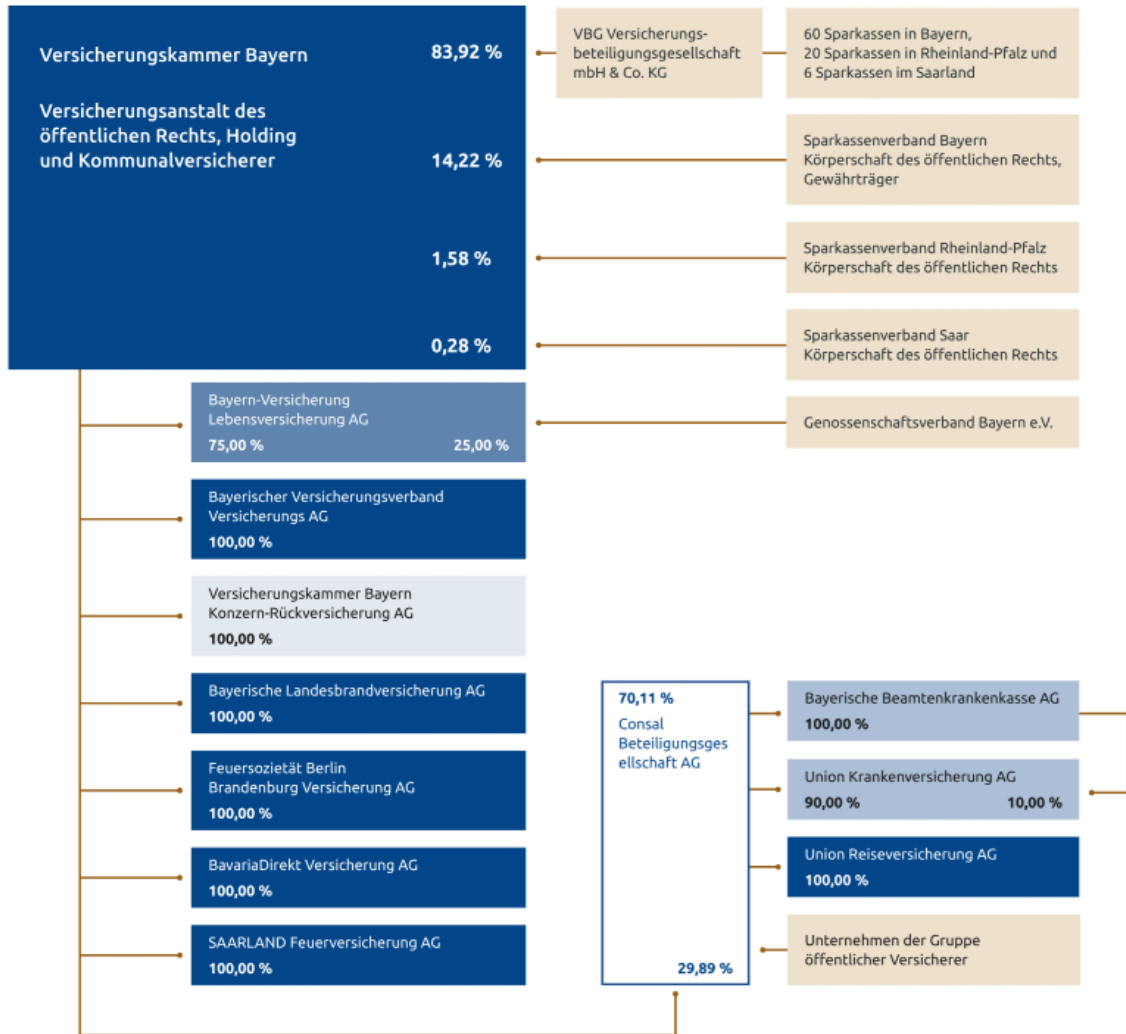 Versicherungskammer Bayern
83,92 %
Versicherungsanstalt des
öffentlichen Rechts, Holding
und Kommunalversicherer
14,22 %
1,58 %
0,28 %
VBG Versicherungs-
beteiligungsgesellschaft
mbH & Co. KG
60 Sparkassen in Bayern,
20 Sparkassen in Rheinland-Pfalz und
6 Sparkassen im Saarland
Sparkassenverband Bayern
Körperschaft des öffentlichen Rechts,
Gewährträger
Sparkassenverband Rheinland-Pfalz
Körperschaft des öffentlichen Rechts
Sparkassenverband Saar
Körperschaft des öffentlichen Rechts
Bayern-Versicherung
Lebensversicherung AG
75,00 %
25,00 %
Genossenschaftsverband Bayern e.V.
Bayerischer Versicherungsverband
Versicherungs AG
100,00 %
Versicherungskammer Bayern
Konzern-Rückversicherung AG
100,00 %
Bayerische Landesbrandversicherung AG
100,00 %
Feuersozietät Berlin
Brandenburg Versicherung AG
100,00 %
BavariaDirekt Versicherung AG
100,00 %
SAARLAND Feuerversicherung AG
100,00 %
70,11 %
Consal
Beteiligungsges
ellschaft AG
29,89 %
Bayerische Beamtenkrankenkasse AG
100,00 %
Union Krankenversicherung AG
90,00 %
10,00 %
Union Reiseversicherung AG
100,00 %
Unternehmen der Gruppe
öffentlicher Versicherer